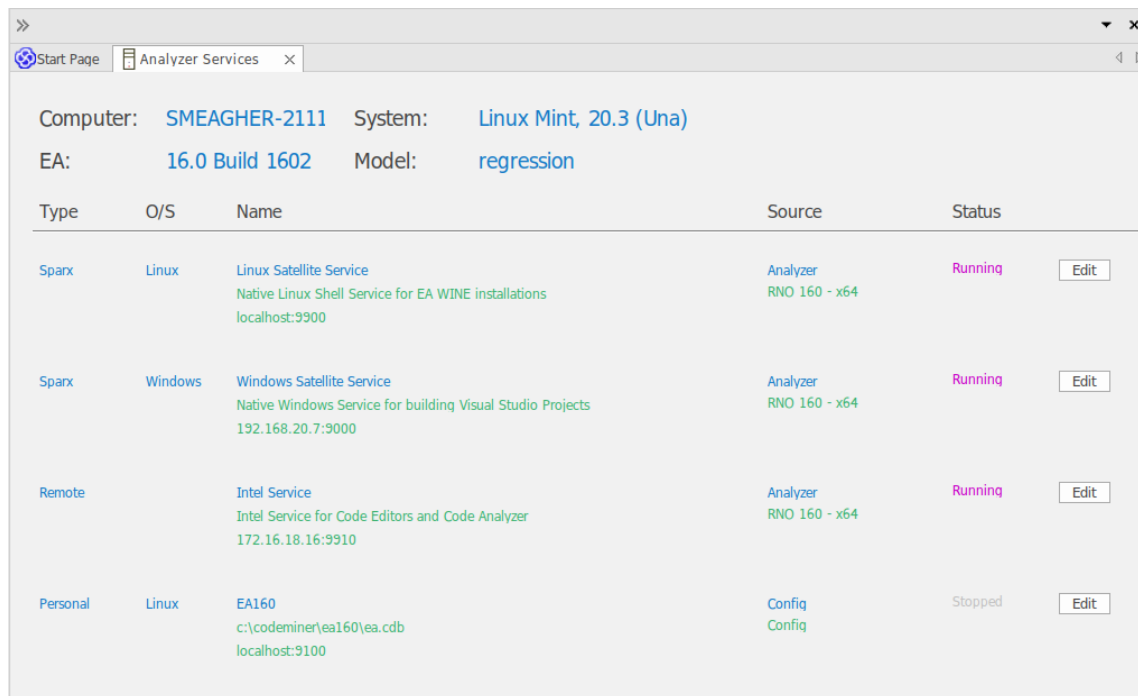 Start Page Analyzer Services
Computer: SMEAGHER-2111 System: Linux Mint, 20.3 (Una)
EA: 16.0 Build 1602 Model: regression
Type O/S Name Source Status
Sparx Linux Linux Satellite Service Analyzer Running Edit
Native Linux Shell Service for EA WINE installations RNO 160 - x64
localhost:9900
Sparx Windows Windows Satellite Service Analyzer Running Edit
Native Windows Service for building Visual Studio Projects RNO 160 - x64
192.168.20.7:9000
Remote Intel Service Analyzer Running Edit
Intel Service for Code Editors and Code Analyzer RNO 160 - x64
172.16.18.16:9910
Personal Linux EA160 Config Stopped Edit
c:\codeminer\ea160\ea.cdb Config
localhost:9100